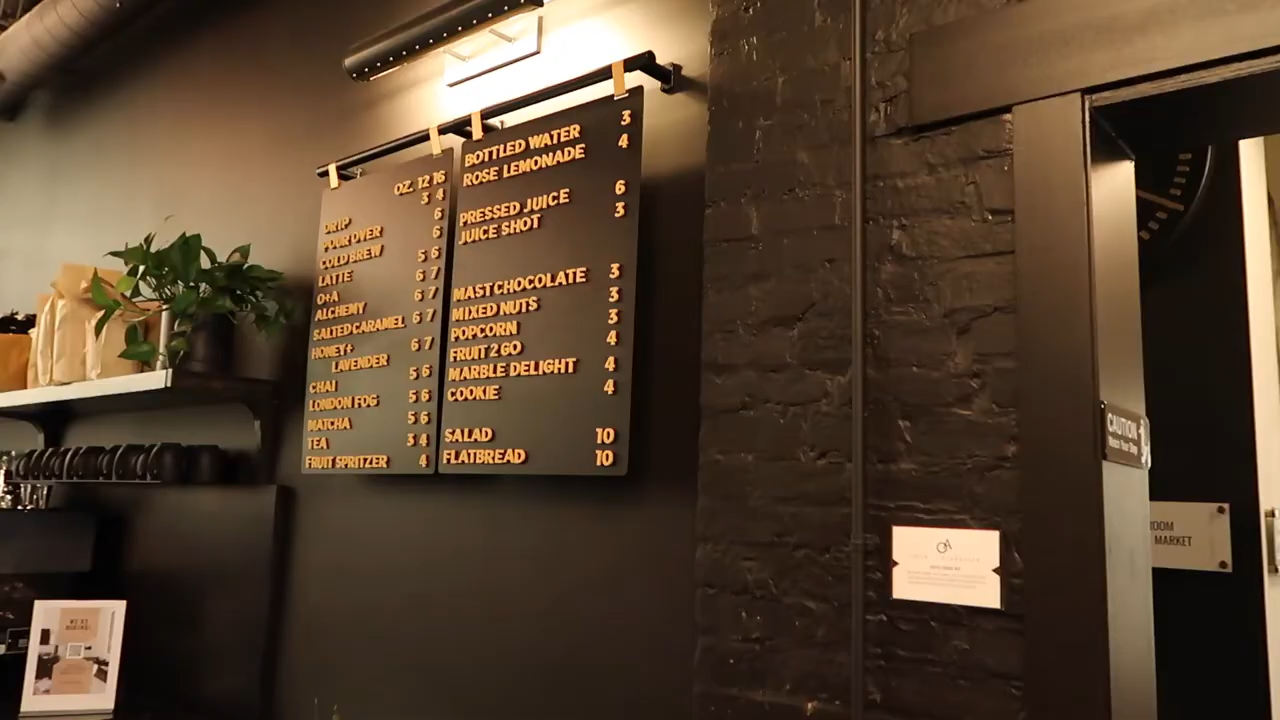 OZ. 12 16
DRIP 3 4
POUR OVER 6
COLD BREW 6
LATTE 5 6
O+A 6 7
ALCHEMY 6 7
SALTED CARAMEL 6 7
HONEY+
LAVENDER 6 7
CHAI 5 6
LONDON FOG 5 6
MATCHA 5 6
TEA 3 4
FRUIT SPRITZER 4
BOTTLED WATER 3
ROSE LEMONADE 4
PRESSED JUICE 6
JUICE SHOT 3
MAST CHOCOLATE 3
MIXED NUTS 3
POPCORN 3
FRUIT 2 GO 4
MARBLE DELIGHT 4
COOKIE 4
SALAD 10
FLATBREAD 10
CAUTION
Watch Your Step
OOM
MARKET
WE'RE
HIRING!